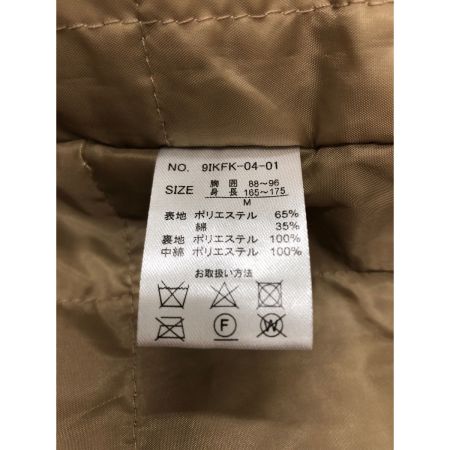 NO. 9IKFK-04-01
SIZE 胸囲 88~96
身長 165~175
M
表地 ポリエステル 65%
綿 35%
裏地 ポリエステル 100%
中綿 ポリエステル 100%
お取扱い方法
F W